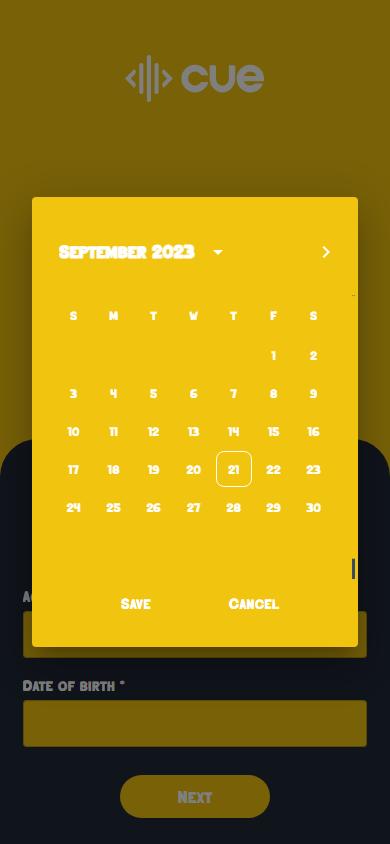 cue
September 2023
S M T W T F S
1 2
3 4 5 6 7 8 9
10 11 12 13 14 15 16
17 18 19 20 21 22 23
24 25 26 27 28 29 30
Save Cancel
Date of birth *
Next